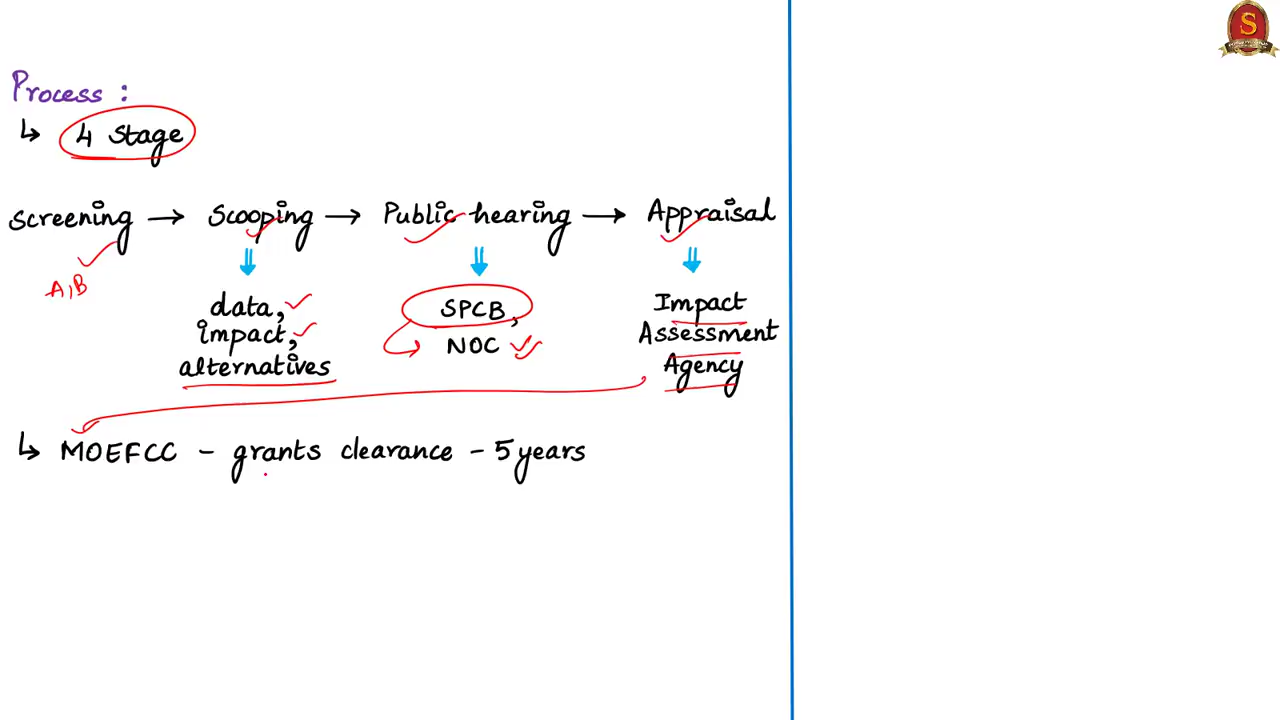 Process :
↳ 4 stage
screening → Scooping → Public hearing → Appraisal
A,B
data,
impact,
alternatives
SPCB,
NOC
Impact
Assessment
Agency
↳ MOEFCC - grants clearance - 5 years
S